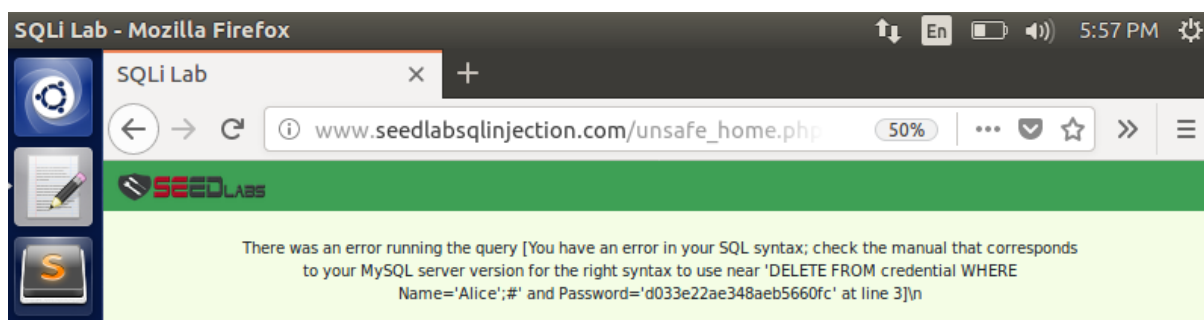 SQLi Lab - Mozilla Firefox En 5:57 PM
SQLi Lab × +
www.seedlabsqlinjection.com/unsafe_home.php 50%
SEEDLABS
There was an error running the query [You have an error in your SQL syntax; check the manual that corresponds
to your MySQL server version for the right syntax to use near 'DELETE FROM credential WHERE
Name='Alice';#' and Password='d033e22ae348aeb5660fc' at line 3]\n